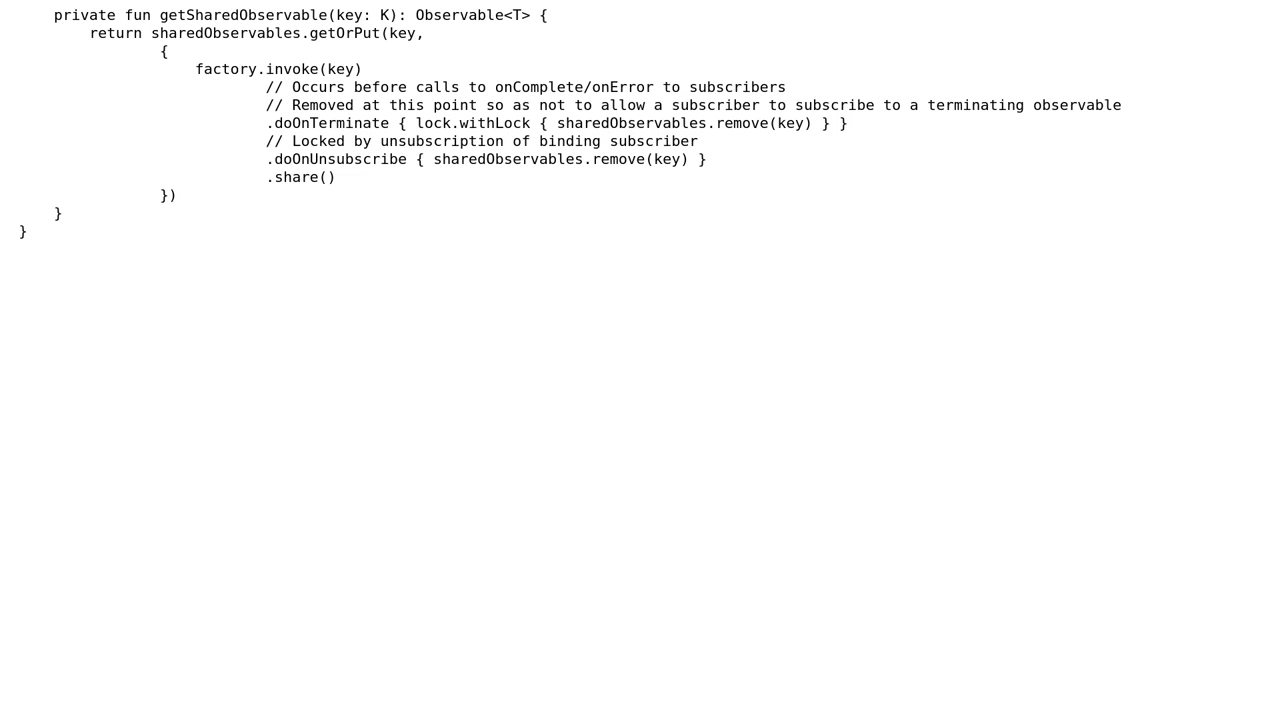 private fun getSharedObservable(key: K): Observable<T> {
        return sharedObservables.getOrPut(key,
                {
                    factory.invoke(key)
                            // Occurs before calls to onComplete/onError to subscribers
                            // Removed at this point so as not to allow a subscriber to subscribe to a terminating observable
                            .doOnTerminate { lock.withLock { sharedObservables.remove(key) } }
                            // Locked by unsubscription of binding subscriber
                            .doOnUnsubscribe { sharedObservables.remove(key) }
                            .share()
                })
    }
}